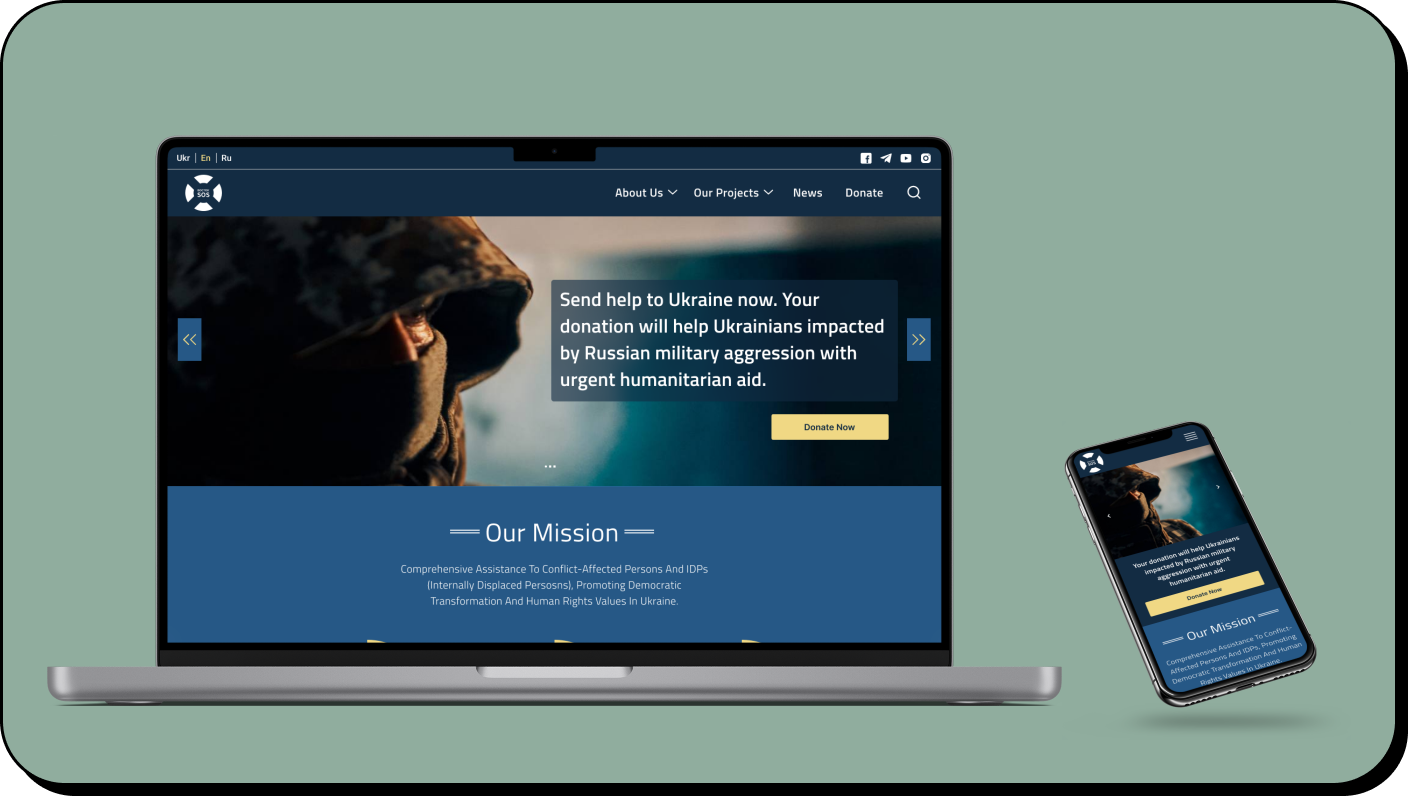 Ukr | En | Ru
SOS
About Us
Our Projects
News
Donate
Send help to Ukraine now. Your
donation will help Ukrainians impacted
by Russian military aggression with
urgent humanitarian aid.
Donate Now
Our Mission
Comprehensive Assistance To Conflict-Affected Persons And IDPs
(Internally Displaced Persosns), Promoting Democratic
Transformation And Human Rights Values In Ukraine.
Your donation will help Ukrainians
impacted by Russian military
aggression with urgent
humanitarian aid.
Donate Now
Our Mission
Comprehensive Assistance To Conflict-
Affected Persons And IDPs, Promoting
Democratic Transformation And Human
Rights Values In Ukraine